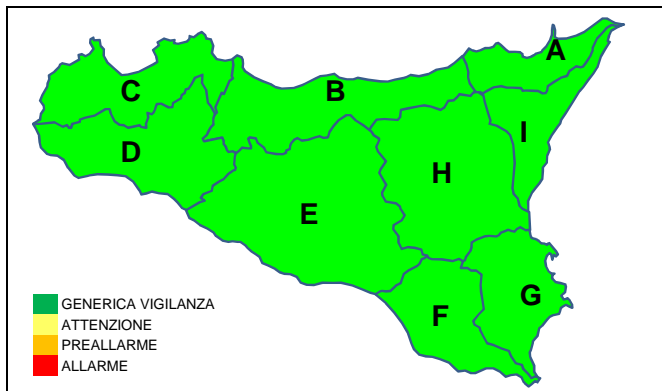 A
B
C
I
D
H
E
G
F
GENERICA VIGILANZA
ATTENZIONE
PREALLARME
ALLARME